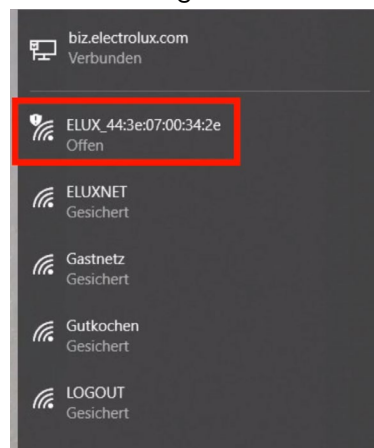 biz.electrolux.com
Verbunden
ELUX_44:3e:07:00:34:2e
Offen
ELUXNET
Gesichert
Gastnetz
Gesichert
Gutkochen
Gesichert
LOGOUT
Gesichert